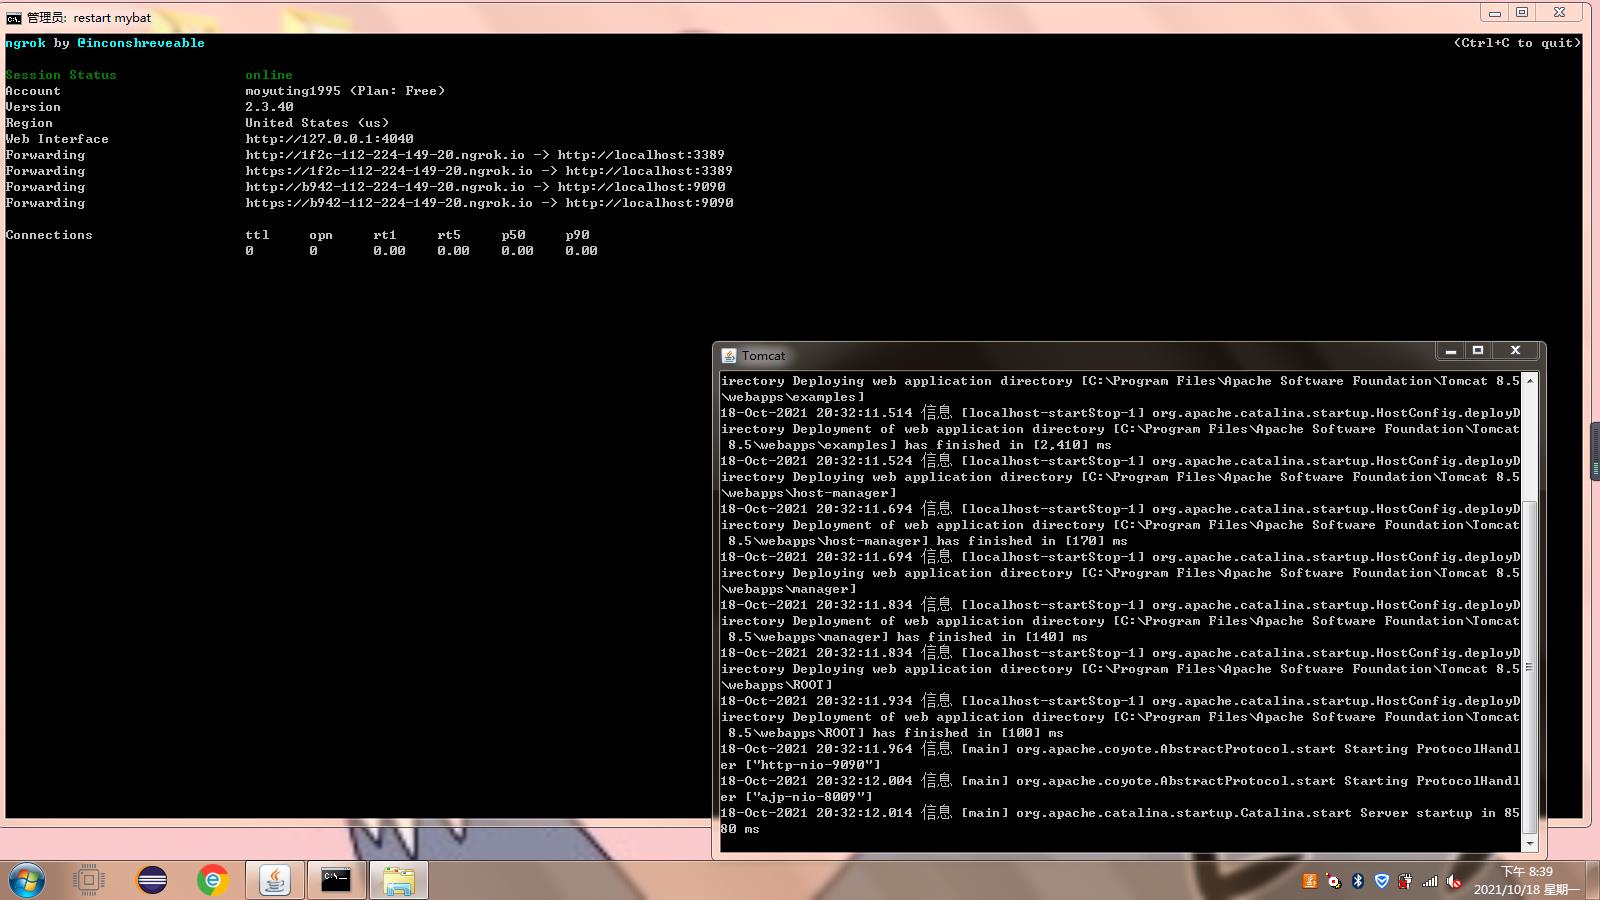 管理员: restart mybat
ngrok by @inconshreveable
(Ctrl+C to quit)
Session Status online
Account moyuting1995 (Plan: Free)
Version 2.3.40
Region United States (us)
Web Interface http://127.0.0.1:4040
Forwarding http://1f2c-112-224-149-20.ngrok.io -> http://localhost:3389
Forwarding https://1f2c-112-224-149-20.ngrok.io -> http://localhost:3389
Forwarding http://b942-112-224-149-20.ngrok.io -> http://localhost:9090
Forwarding https://b942-112-224-149-20.ngrok.io -> http://localhost:9090
Connections ttl opn rt1 rt5 p50 p90
0 0 0.00 0.00 0.00 0.00
Tomcat
irectory Deploying web application directory [C:\Program Files\Apache Software Foundation\Tomcat 8.5
\webapps\examples]
18-Oct-2021 20:32:11.514 信息 [localhost-startStop-1] org.apache.catalina.startup.HostConfig.deployD
irectory Deployment of web application directory [C:\Program Files\Apache Software Foundation\Tomcat
8.5\webapps\examples] has finished in [2,410] ms
18-Oct-2021 20:32:11.524 信息 [localhost-startStop-1] org.apache.catalina.startup.HostConfig.deployD
irectory Deploying web application directory [C:\Program Files\Apache Software Foundation\Tomcat 8.5
\webapps\host-manager]
18-Oct-2021 20:32:11.694 信息 [localhost-startStop-1] org.apache.catalina.startup.HostConfig.deployD
irectory Deployment of web application directory [C:\Program Files\Apache Software Foundation\Tomcat
8.5\webapps\host-manager] has finished in [170] ms
18-Oct-2021 20:32:11.694 信息 [localhost-startStop-1] org.apache.catalina.startup.HostConfig.deployD
irectory Deploying web application directory [C:\Program Files\Apache Software Foundation\Tomcat 8.5
\webapps\manager]
18-Oct-2021 20:32:11.834 信息 [localhost-startStop-1] org.apache.catalina.startup.HostConfig.deployD
irectory Deployment of web application directory [C:\Program Files\Apache Software Foundation\Tomcat
8.5\webapps\manager] has finished in [140] ms
18-Oct-2021 20:32:11.834 信息 [localhost-startStop-1] org.apache.catalina.startup.HostConfig.deployD
irectory Deploying web application directory [C:\Program Files\Apache Software Foundation\Tomcat 8.5
\webapps\ROOT]
18-Oct-2021 20:32:11.934 信息 [localhost-startStop-1] org.apache.catalina.startup.HostConfig.deployD
irectory Deployment of web application directory [C:\Program Files\Apache Software Foundation\Tomcat
8.5\webapps\ROOT] has finished in [100] ms
18-Oct-2021 20:32:11.964 信息 [main] org.apache.coyote.AbstractProtocol.start Starting ProtocolHandl
er ["http-nio-9090"]
18-Oct-2021 20:32:12.004 信息 [main] org.apache.coyote.AbstractProtocol.start Starting ProtocolHandl
er ["ajp-nio-8009"]
18-Oct-2021 20:32:12.014 信息 [main] org.apache.catalina.startup.Catalina.start Server startup in 85
80 ms
下午 8:39
2021/10/18 星期一